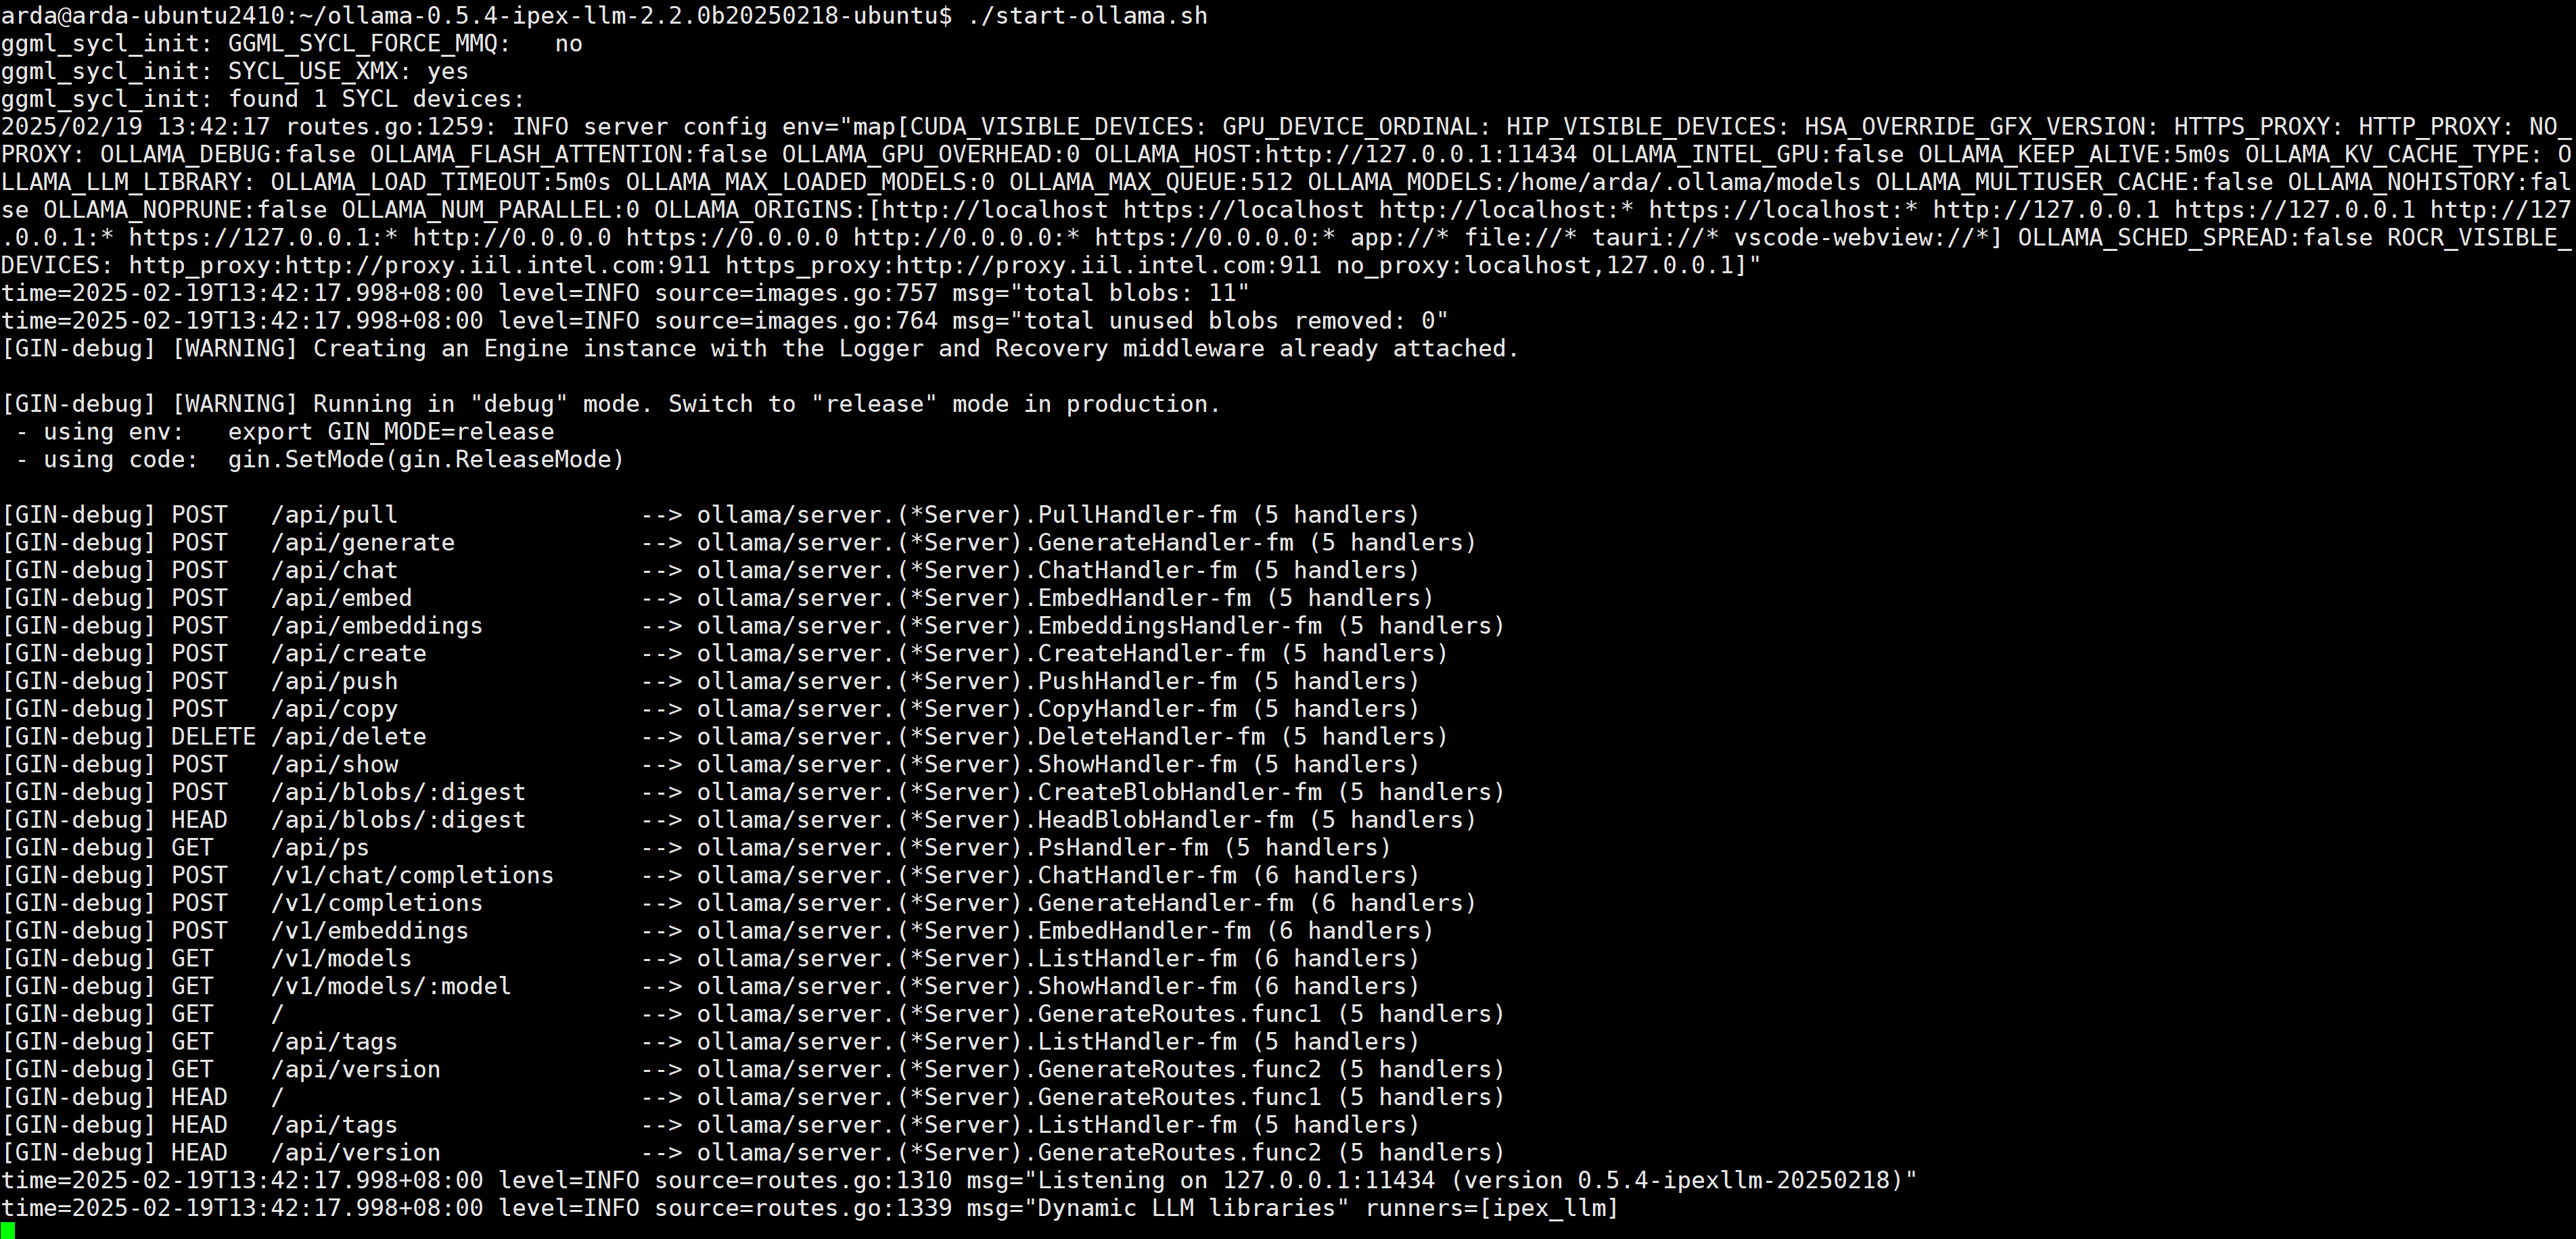 arda@arda-ubuntu2410:~/ollama-0.5.4-ipex-llm-2.2.0b20250218-ubuntu$ ./start-ollama.sh
ggml_sycl_init: GGML_SYCL_FORCE_MMQ:   no
ggml_sycl_init: SYCL_USE_XMX: yes
ggml_sycl_init: found 1 SYCL devices:
2025/02/19 13:42:17 routes.go:1259: INFO server config env="map[CUDA_VISIBLE_DEVICES: GPU_DEVICE_ORDINAL: HIP_VISIBLE_DEVICES: HSA_OVERRIDE_GFX_VERSION: HTTPS_PROXY: HTTP_PROXY: NO_
PROXY: OLLAMA_DEBUG:false OLLAMA_FLASH_ATTENTION:false OLLAMA_GPU_OVERHEAD:0 OLLAMA_HOST:http://127.0.0.1:11434 OLLAMA_INTEL_GPU:false OLLAMA_KEEP_ALIVE:5m0s OLLAMA_KV_CACHE_TYPE: O
LLAMA_LLM_LIBRARY: OLLAMA_LOAD_TIMEOUT:5m0s OLLAMA_MAX_LOADED_MODELS:0 OLLAMA_MAX_QUEUE:512 OLLAMA_MODELS:/home/arda/.ollama/models OLLAMA_MULTIUSER_CACHE:false OLLAMA_NOHISTORY:fal
se OLLAMA_NOPRUNE:false OLLAMA_NUM_PARALLEL:0 OLLAMA_ORIGINS:[http://localhost https://localhost http://localhost:* https://localhost:* http://127.0.0.1 https://127.0.0.1 http://127
.0.0.1:* https://127.0.0.1:* http://0.0.0.0 https://0.0.0.0 http://0.0.0.0:* https://0.0.0.0:* app://* file://* tauri://* vscode-webview://*] OLLAMA_SCHED_SPREAD:false ROCR_VISIBLE_
DEVICES: http_proxy:http://proxy.iil.intel.com:911 https_proxy:http://proxy.iil.intel.com:911 no_proxy:localhost,127.0.0.1]"
time=2025-02-19T13:42:17.998+08:00 level=INFO source=images.go:757 msg="total blobs: 11"
time=2025-02-19T13:42:17.998+08:00 level=INFO source=images.go:764 msg="total unused blobs removed: 0"
[GIN-debug] [WARNING] Creating an Engine instance with the Logger and Recovery middleware already attached.

[GIN-debug] [WARNING] Running in "debug" mode. Switch to "release" mode in production.
 - using env:   export GIN_MODE=release
 - using code:  gin.SetMode(gin.ReleaseMode)

[GIN-debug] POST   /api/pull                 --> ollama/server.(*Server).PullHandler-fm (5 handlers)
[GIN-debug] POST   /api/generate             --> ollama/server.(*Server).GenerateHandler-fm (5 handlers)
[GIN-debug] POST   /api/chat                 --> ollama/server.(*Server).ChatHandler-fm (5 handlers)
[GIN-debug] POST   /api/embed                --> ollama/server.(*Server).EmbedHandler-fm (5 handlers)
[GIN-debug] POST   /api/embeddings           --> ollama/server.(*Server).EmbeddingsHandler-fm (5 handlers)
[GIN-debug] POST   /api/create               --> ollama/server.(*Server).CreateHandler-fm (5 handlers)
[GIN-debug] POST   /api/push                 --> ollama/server.(*Server).PushHandler-fm (5 handlers)
[GIN-debug] POST   /api/copy                 --> ollama/server.(*Server).CopyHandler-fm (5 handlers)
[GIN-debug] DELETE /api/delete               --> ollama/server.(*Server).DeleteHandler-fm (5 handlers)
[GIN-debug] POST   /api/show                 --> ollama/server.(*Server).ShowHandler-fm (5 handlers)
[GIN-debug] POST   /api/blobs/:digest        --> ollama/server.(*Server).CreateBlobHandler-fm (5 handlers)
[GIN-debug] HEAD   /api/blobs/:digest        --> ollama/server.(*Server).HeadBlobHandler-fm (5 handlers)
[GIN-debug] GET    /api/ps                   --> ollama/server.(*Server).PsHandler-fm (5 handlers)
[GIN-debug] POST   /v1/chat/completions      --> ollama/server.(*Server).ChatHandler-fm (6 handlers)
[GIN-debug] POST   /v1/completions           --> ollama/server.(*Server).GenerateHandler-fm (6 handlers)
[GIN-debug] POST   /v1/embeddings            --> ollama/server.(*Server).EmbedHandler-fm (6 handlers)
[GIN-debug] GET    /v1/models                --> ollama/server.(*Server).ListHandler-fm (6 handlers)
[GIN-debug] GET    /v1/models/:model         --> ollama/server.(*Server).ShowHandler-fm (6 handlers)
[GIN-debug] GET    /                         --> ollama/server.(*Server).GenerateRoutes.func1 (5 handlers)
[GIN-debug] GET    /api/tags                 --> ollama/server.(*Server).ListHandler-fm (5 handlers)
[GIN-debug] GET    /api/version              --> ollama/server.(*Server).GenerateRoutes.func2 (5 handlers)
[GIN-debug] HEAD   /                         --> ollama/server.(*Server).GenerateRoutes.func1 (5 handlers)
[GIN-debug] HEAD   /api/tags                 --> ollama/server.(*Server).ListHandler-fm (5 handlers)
[GIN-debug] HEAD   /api/version              --> ollama/server.(*Server).GenerateRoutes.func2 (5 handlers)
time=2025-02-19T13:42:17.998+08:00 level=INFO source=routes.go:1310 msg="Listening on 127.0.0.1:11434 (version 0.5.4-ipexllm-20250218)"
time=2025-02-19T13:42:17.998+08:00 level=INFO source=routes.go:1339 msg="Dynamic LLM libraries" runners=[ipex_llm]